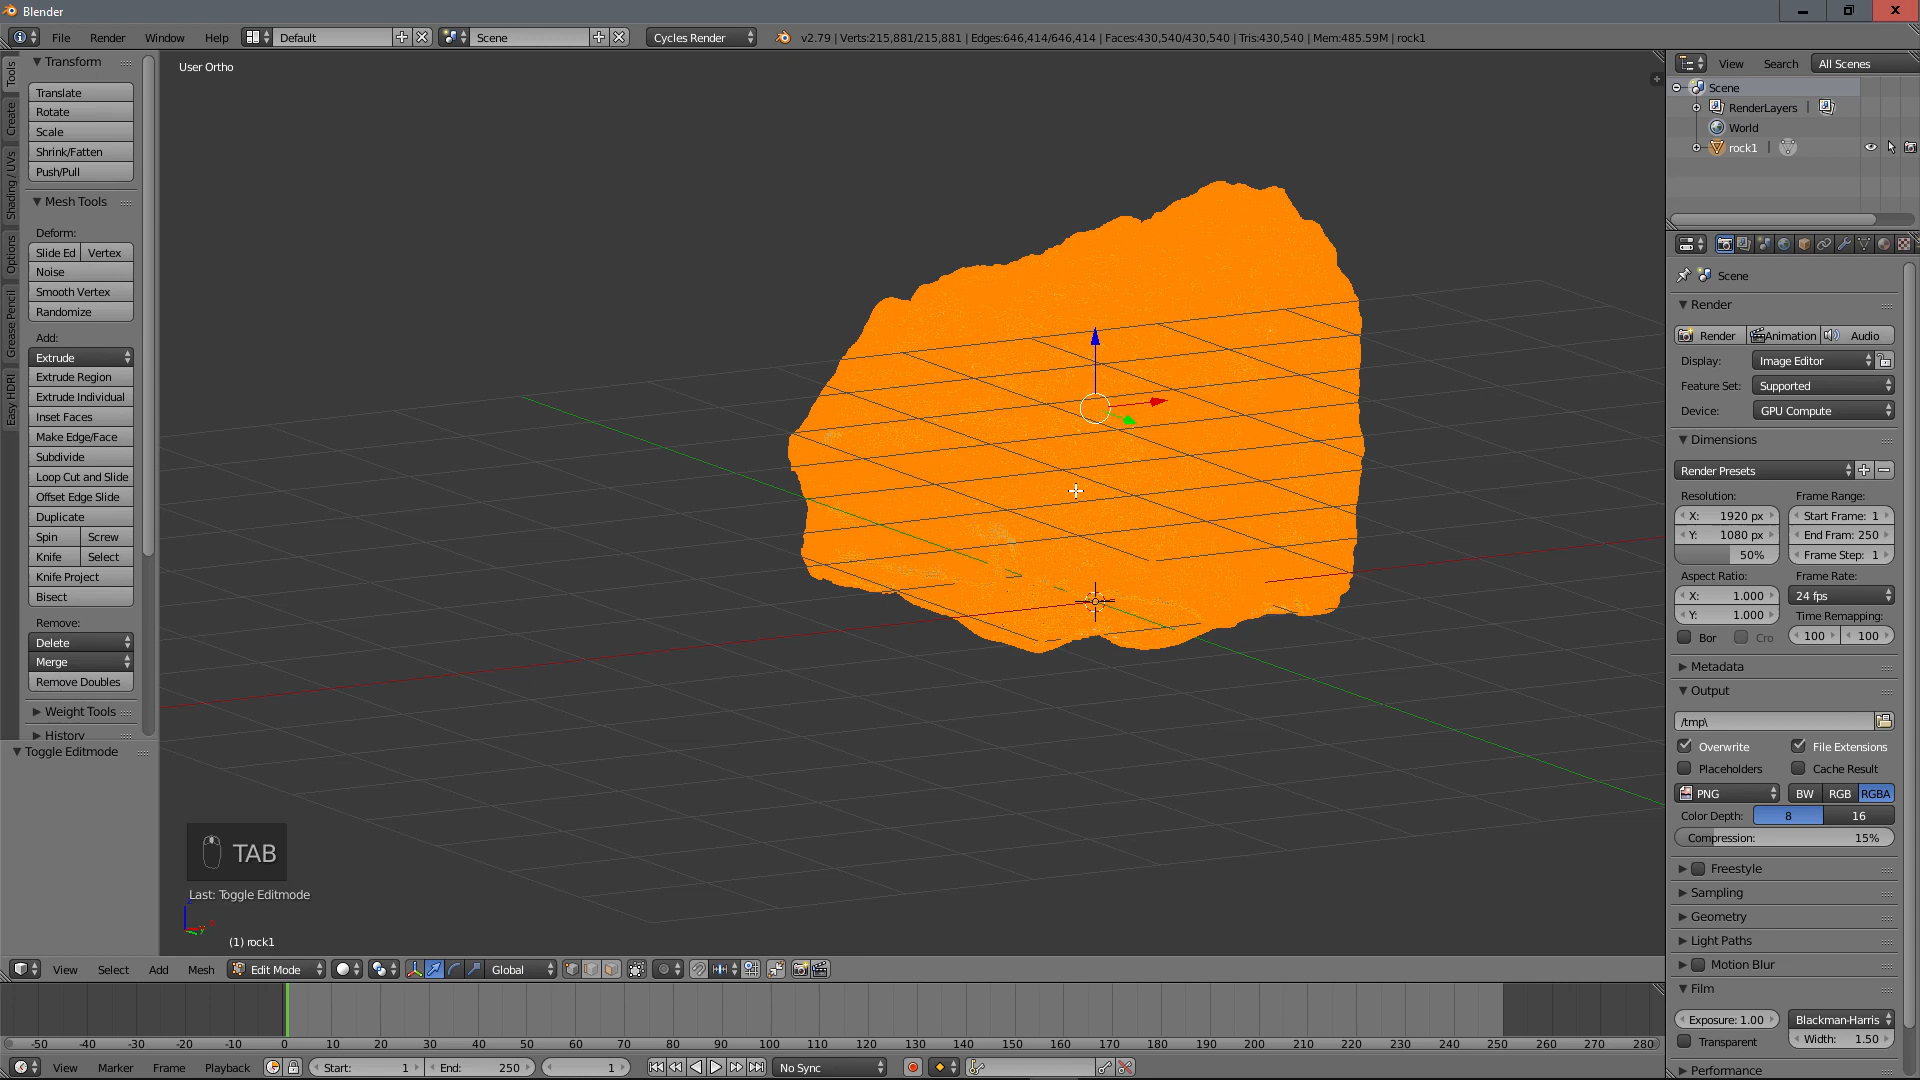 Blender
File Render Window Help Default Scene Cycles Render v2.79 | Verts:215,881/215,881 | Edges:646,414/646,414 | Faces:430,540/430,540 | Tris:430,540 | Mem:485.59M | rock1
User Ortho
Tools
Create
Shading / UVs
Options
Grease Pencil
Easy HDRI
Transform
Translate
Rotate
Scale
Shrink/Fatten
Push/Pull
Mesh Tools
Deform:
Slide Ed Vertex
Noise
Smooth Vertex
Randomize
Add:
Extrude
Extrude Region
Extrude Individual
Inset Faces
Make Edge/Face
Subdivide
Loop Cut and Slide
Offset Edge Slide
Duplicate
Spin Screw
Knife Select
Knife Project
Bisect
Remove:
Delete
Merge
Remove Doubles
Weight Tools
History
Toggle Editmode
TAB
Last: Toggle Editmode
(1) rock1
View Select Add Mesh Edit Mode Global
-50 -40 -30 -20 -10 0 10 20 30 40 50 60 70 80 90 100 110 120 130 140 150 160 170 180 190 200 210 220 230 240 250 260 270 280
View Marker Frame Playback Start: 1 End: 250 1 No Sync
View Search All Scenes
Scene
RenderLayers |
World
rock1 |
Scene
Render
Render Animation Audio
Display: Image Editor
Feature Set: Supported
Device: GPU Compute
Dimensions
Render Presets
Resolution: Frame Range:
X: 1920 px Start Frame: 1
Y: 1080 px End Fram: 250
50% Frame Step: 1
Aspect Ratio: Frame Rate:
X: 1.000 24 fps
Y: 1.000 Time Remapping:
Bor Cro 100 100
Metadata
Output
/tmp\
Overwrite File Extensions
Placeholders Cache Result
PNG BW RGB RGBA
Color Depth: 8 16
Compression: 15%
Freestyle
Sampling
Geometry
Light Paths
Motion Blur
Film
Exposure: 1.00 Blackman-Harris
Transparent Width: 1.50
Performance